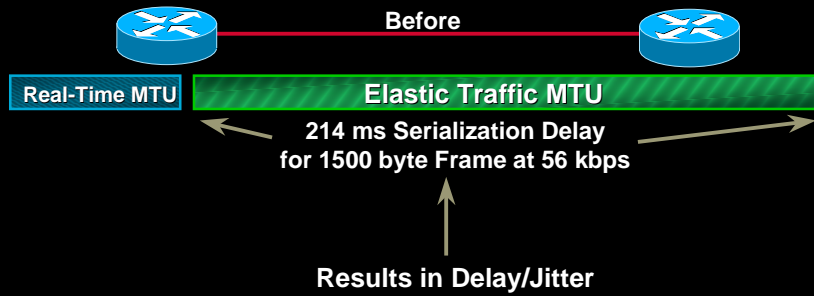 Before
Real-Time MTU
Elastic Traffic MTU
214 ms Serialization Delay
for 1500 byte Frame at 56 kbps
Results in Delay/Jitter